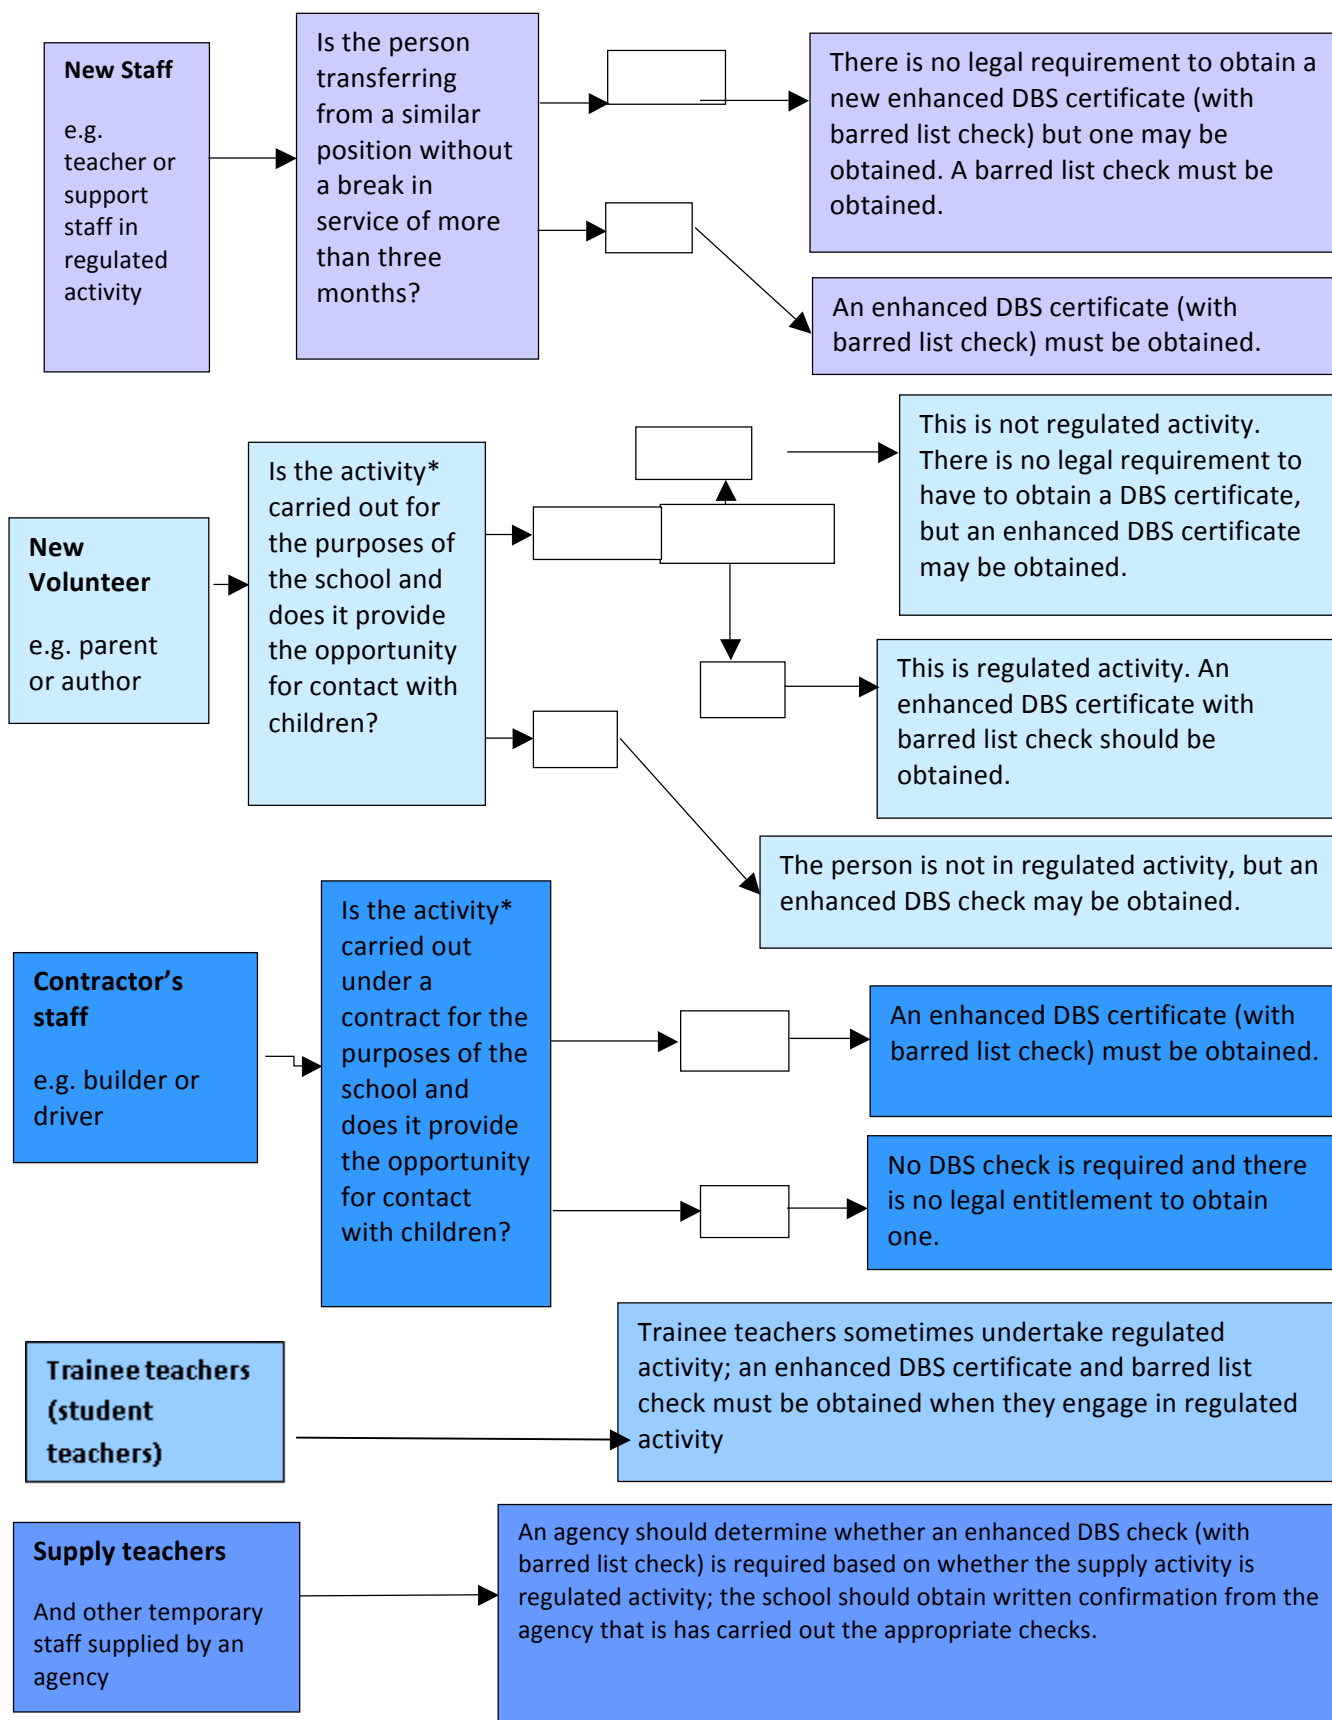 New Staff
e.g.
teacher or
support
staff in
regulated
activity
Is the person
transferring
from a similar
position without
a break in
service of more
than three
months?
There is no legal requirement to obtain a
new enhanced DBS certificate (with
barred list check) but one may be
obtained. A barred list check must be
obtained.
An enhanced DBS certificate (with
barred list check) must be obtained.
New
Volunteer
e.g. parent
or author
Is the activity*
carried out for
the purposes of
the school and
does it provide
the opportunity
for contact with
children?
This is not regulated activity.
There is no legal requirement to
have to obtain a DBS certificate,
but an enhanced DBS certificate
may be obtained.
This is regulated activity. An
enhanced DBS certificate with
barred list check should be
obtained.
The person is not in regulated activity, but an
enhanced DBS check may be obtained.
Contractor’s
staff
e.g. builder or
driver
Is the activity*
carried out
under a
contract for the
purposes of the
school and
does it provide
the opportunity
for contact
with children?
An enhanced DBS certificate (with
barred list check) must be obtained.
No DBS check is required and there
is no legal entitlement to obtain
one.
Trainee teachers
(student
teachers)
Trainee teachers sometimes undertake regulated
activity; an enhanced DBS certificate and barred list
check must be obtained when they engage in regulated
activity
Supply teachers
And other temporary
staff supplied by an
agency
An agency should determine whether an enhanced DBS check (with
barred list check) is required based on whether the supply activity is
regulated activity; the school should obtain written confirmation from the
agency that is has carried out the appropriate checks.